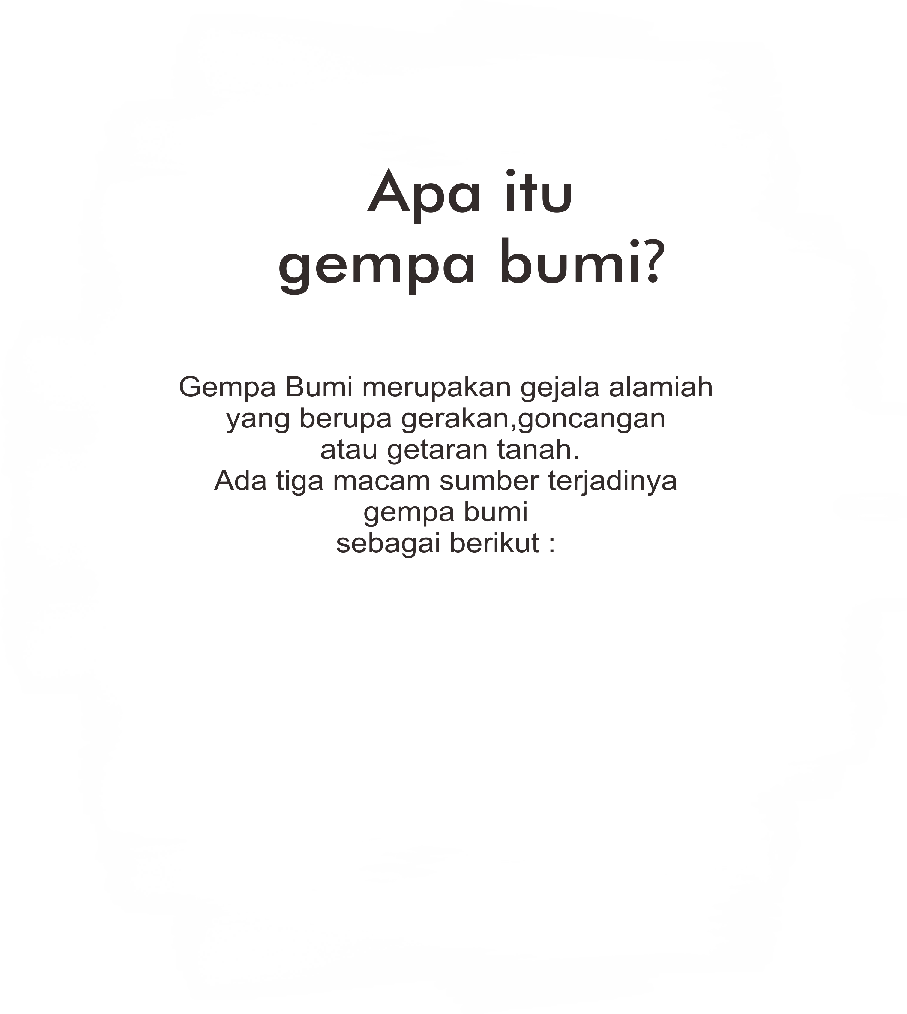 Apa itu
gempa bumi?
Gempa Bumi merupakan gejala alamiah
yang berupa gerakan,goncangan
atau getaran tanah.
Ada tiga macam sumber terjadinya
gempa bumi
sebagai berikut :